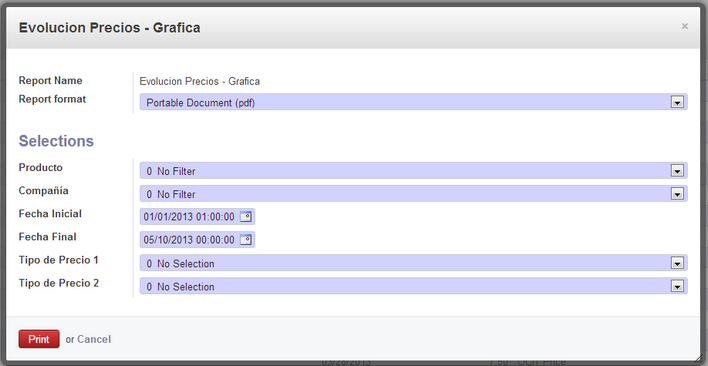 Evolucion Precios - Grafica ×
Report Name Evolucion Precios - Grafica
Report format Portable Document (pdf)
Selections
Producto 0 No Filter
Compañía 0 No Filter
Fecha Inicial 01/01/2013 01:00:00
Fecha Final 05/10/2013 00:00:00
Tipo de Precio 1 0 No Selection
Tipo de Precio 2 0 No Selection
Print or Cancel